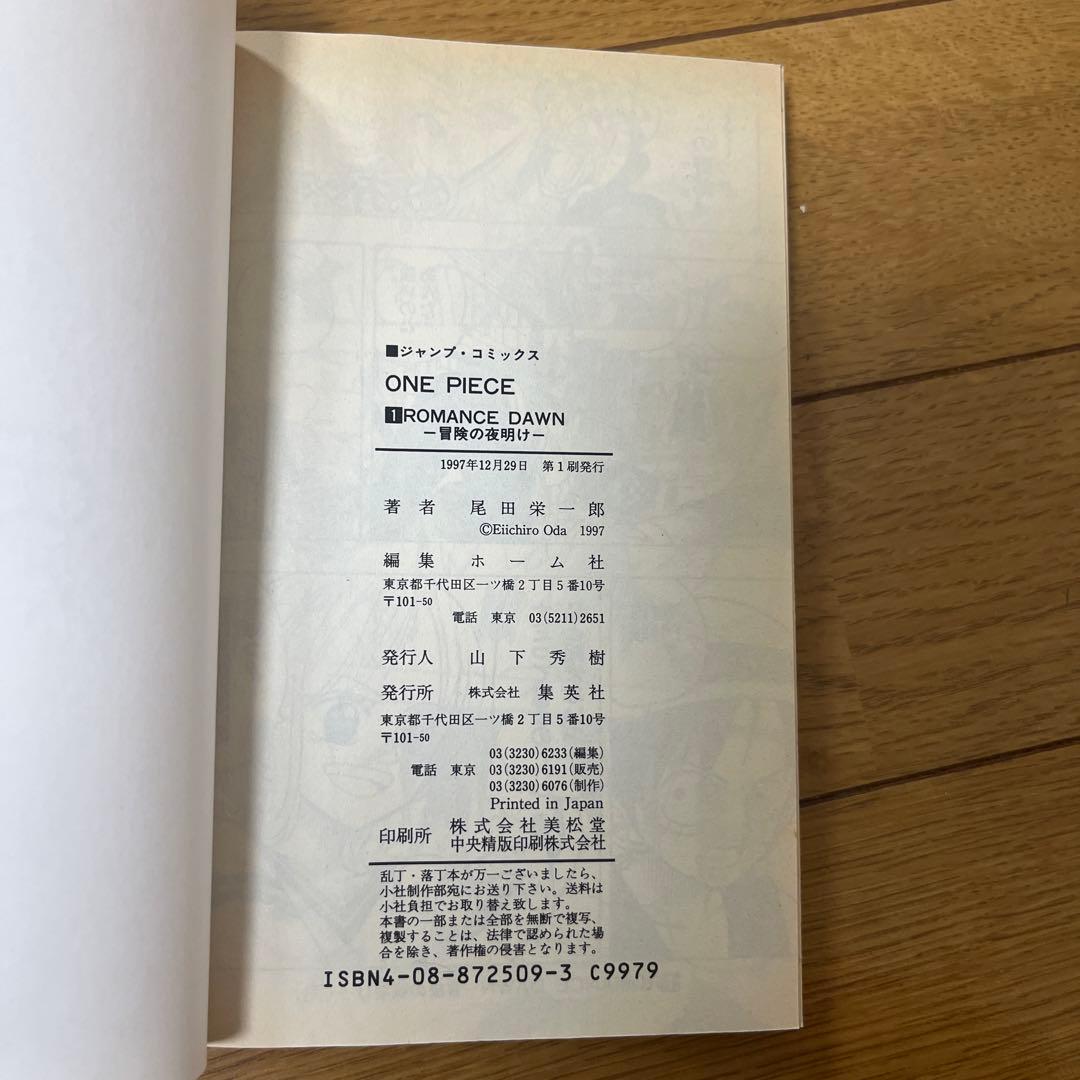 ■ジャンプ・コミックス
ONE PIECE
1 ROMANCE DAWN
―冒険の夜明け―
1997年12月29日　第1刷発行
著者　尾田栄一郎
©Eiichiro Oda 1997
編集　ホーム社
東京都千代田区一ツ橋2丁目5番10号
〒101-50
電話　東京　03(5211)2651
発行人　山下秀樹
発行所　株式会社　集英社
東京都千代田区一ツ橋2丁目5番10号
〒101-50
03(3230)6233(編集)
電話　東京　03(3230)6191(販売)
03(3230)6076(制作)
Printed in Japan
印刷所　株式会社美松堂
中央精版印刷株式会社
乱丁・落丁本が万一ございましたら、
小社制作部宛にお送り下さい。送料は
小社負担でお取り替え致します。
本書の一部または全部を無断で複写、
複製することは、法律で認められた場
合を除き、著作権の侵害となります。
ISBN4-08-872509-3 C9979